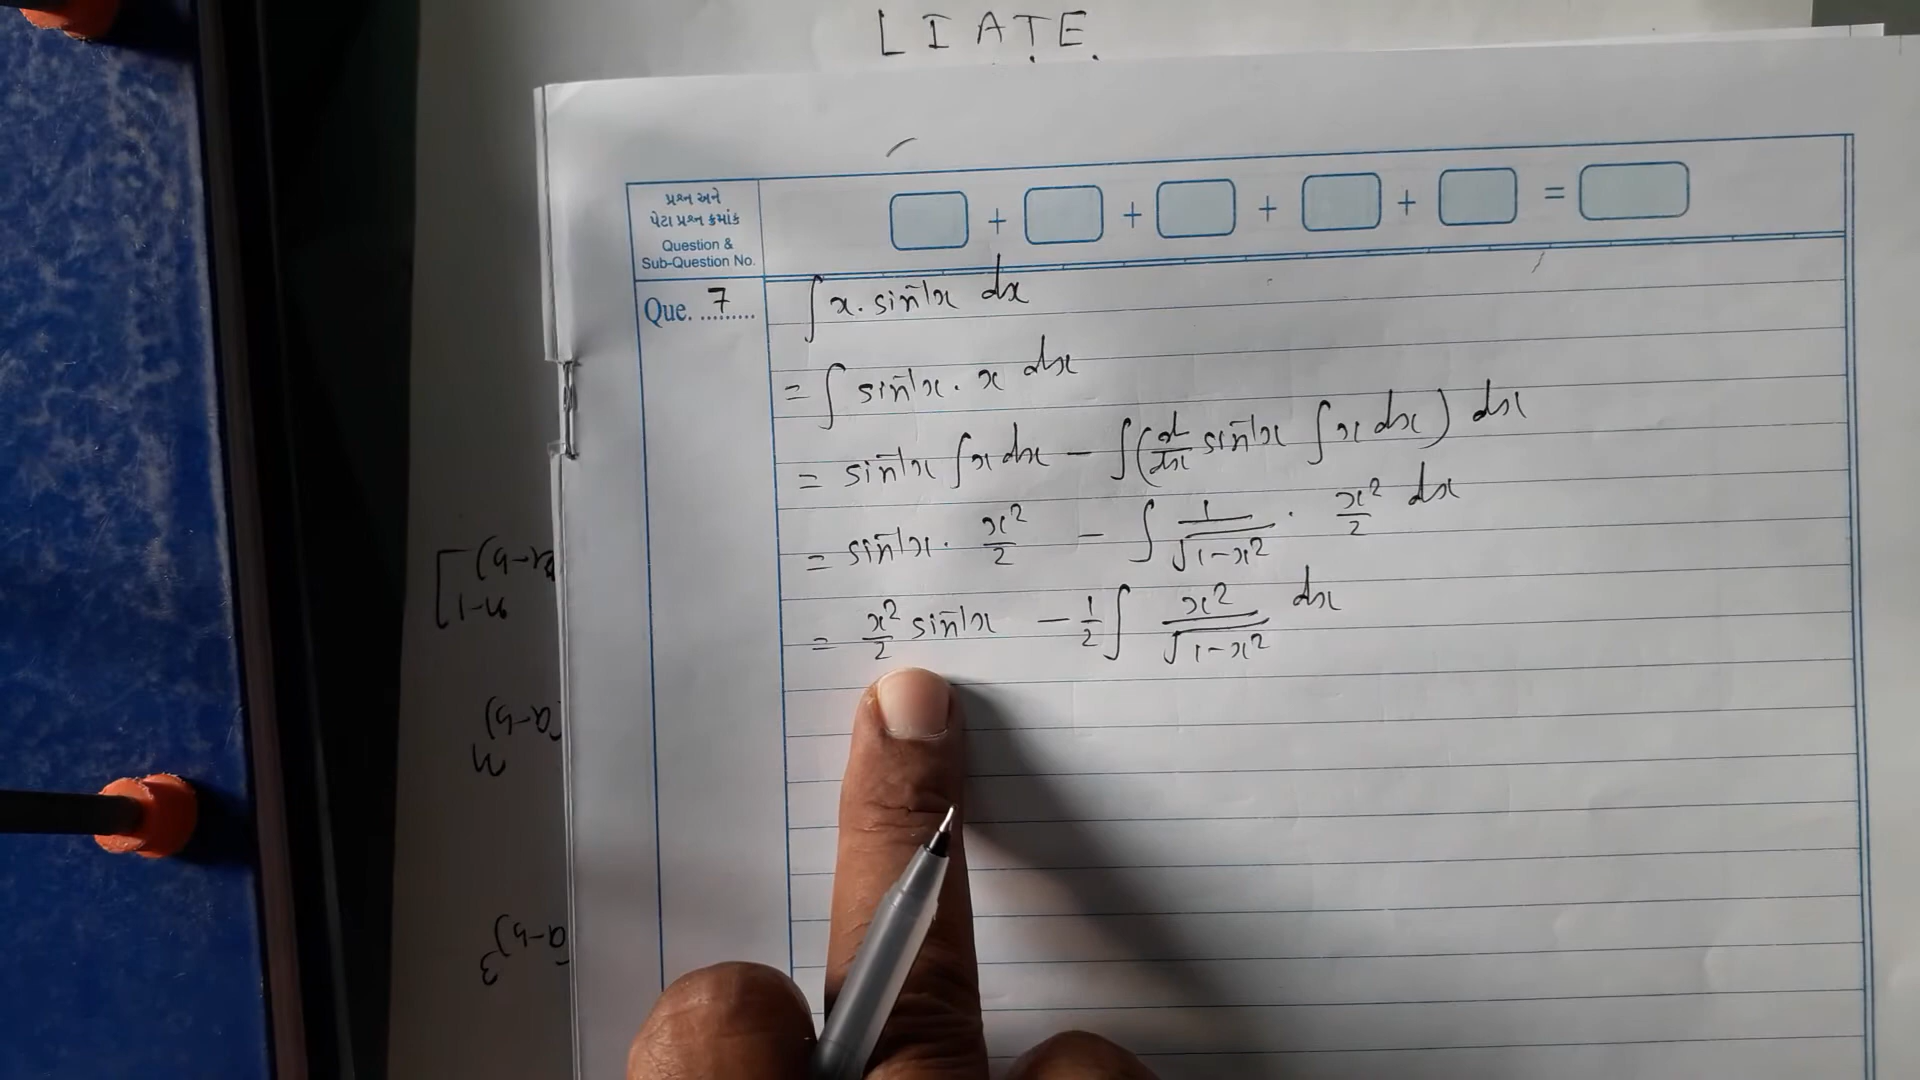 LIATE.
પ્રશ્ન અને
પેટા પ્રશ્ન ક્રમાંક
Question &
Sub-Question No.
+ + + + =
Que. 7
∫ x. sin⁻¹x dx
= ∫ sin⁻¹x . x dx
= sin⁻¹x ∫ x dx − ∫ (d/dx sin⁻¹x ∫ x dx) dx
= sin⁻¹x . x²/2 − ∫ 1/√1−x² . x²/2 dx
= x²/2 sin⁻¹x − 1/2 ∫ x²/√1−x² dx
(a-b)
n
(a-b)
3